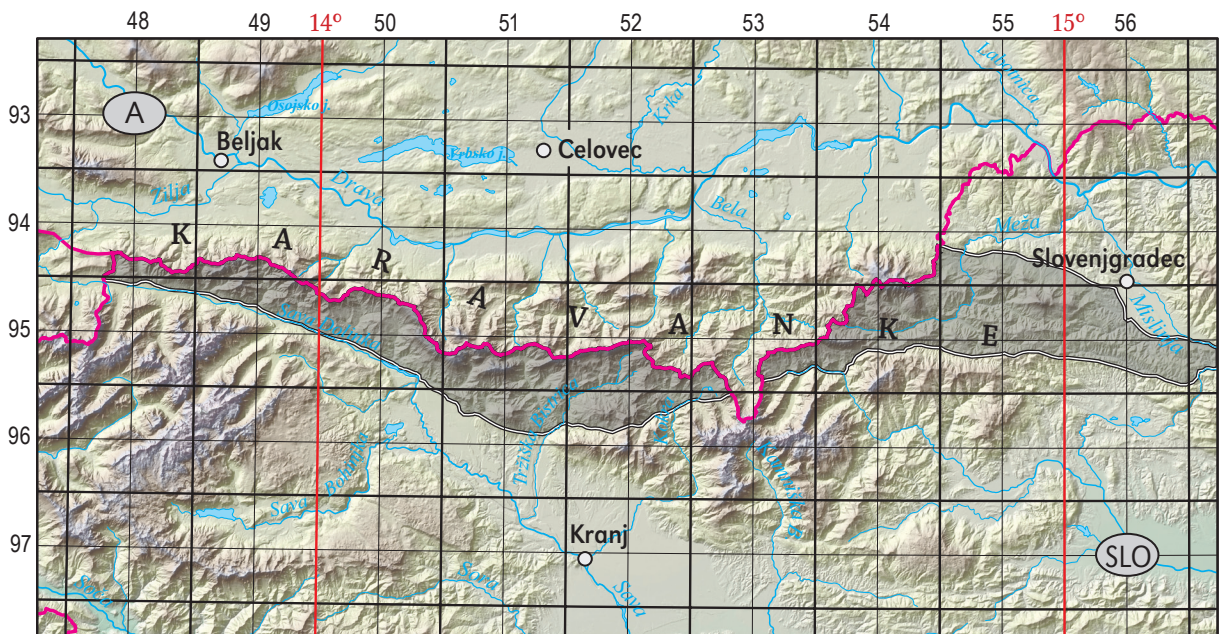 48 49 14° 50 51 52 53 54 55 15° 56
93
94
95
96
97
A
Osojsko j.
Beljak
Vrbsko j.
Celovec
Krka
Labotnica
Zilja
Drava
Bela
Meža
Slovenjgradec
Mislinja
K A R A V A N K E
Sava Dolinka
Tržiška Bistrica
Kokra
Kamniška B.
Sava Bohinjka
Kranj
SLO
Soča
Sora
Sava